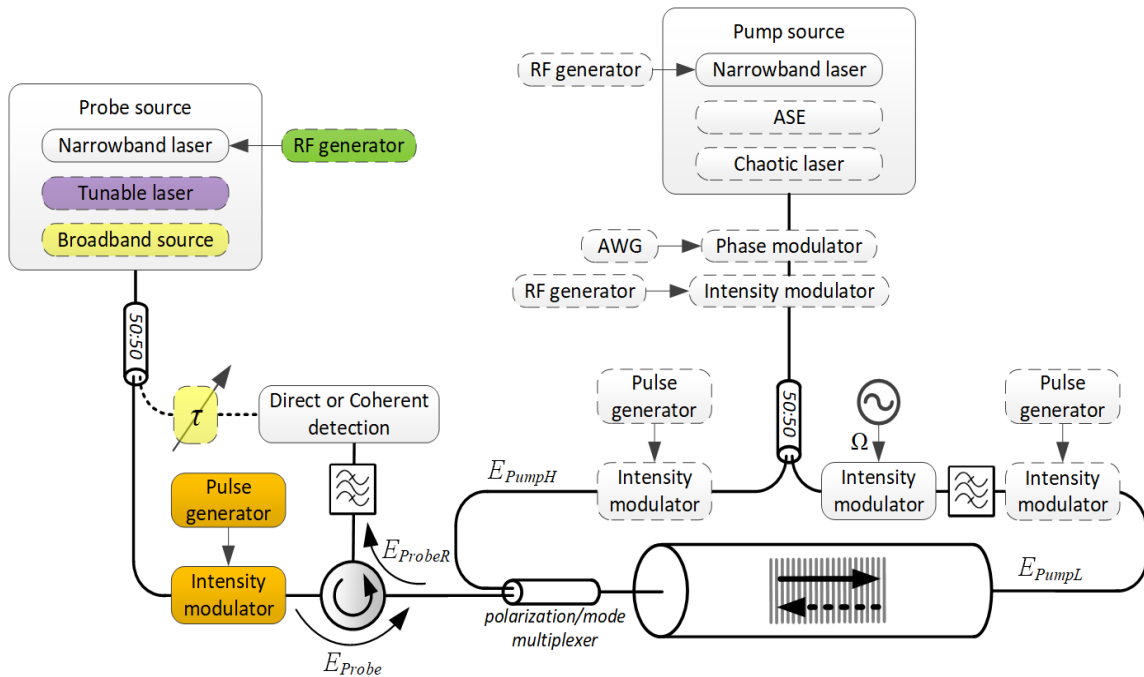 Pump source
RF generator
Narrowband laser
ASE
Chaotic laser
Probe source
Narrowband laser
RF generator
Tunable laser
Broadband source
AWG
Phase modulator
RF generator
Intensity modulator
50:50
τ
Direct or Coherent
detection
Pulse
generator
50:50
Ω
Pulse
generator
E_PumpH
Intensity
modulator
Intensity
modulator
Intensity
modulator
Pulse
generator
E_ProbeR
Intensity
modulator
E_Probe
polarization/mode
multiplexer
E_PumpL